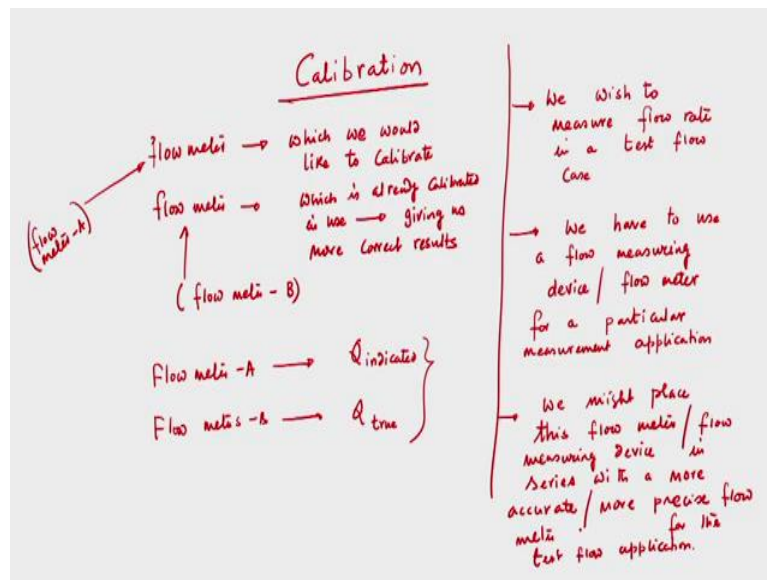 Calibration
flow meter → which we would
like to Calibrate
flow meter → which is already Calibrated
in use → giving us
more correct results
(flow
meter-A)
(flow meter - B)
Flow meter - A → Q indicated }
Flow meter - B → Q true
→ We wish to
measure flow rate
in a test flow
case
→ We have to use
a flow measuring
device / flow meter
for a particular
measurement application
→ We might place
this flow meter / flow
measuring device in
series with a more
accurate / more precise flow
meter for this
test flow application.